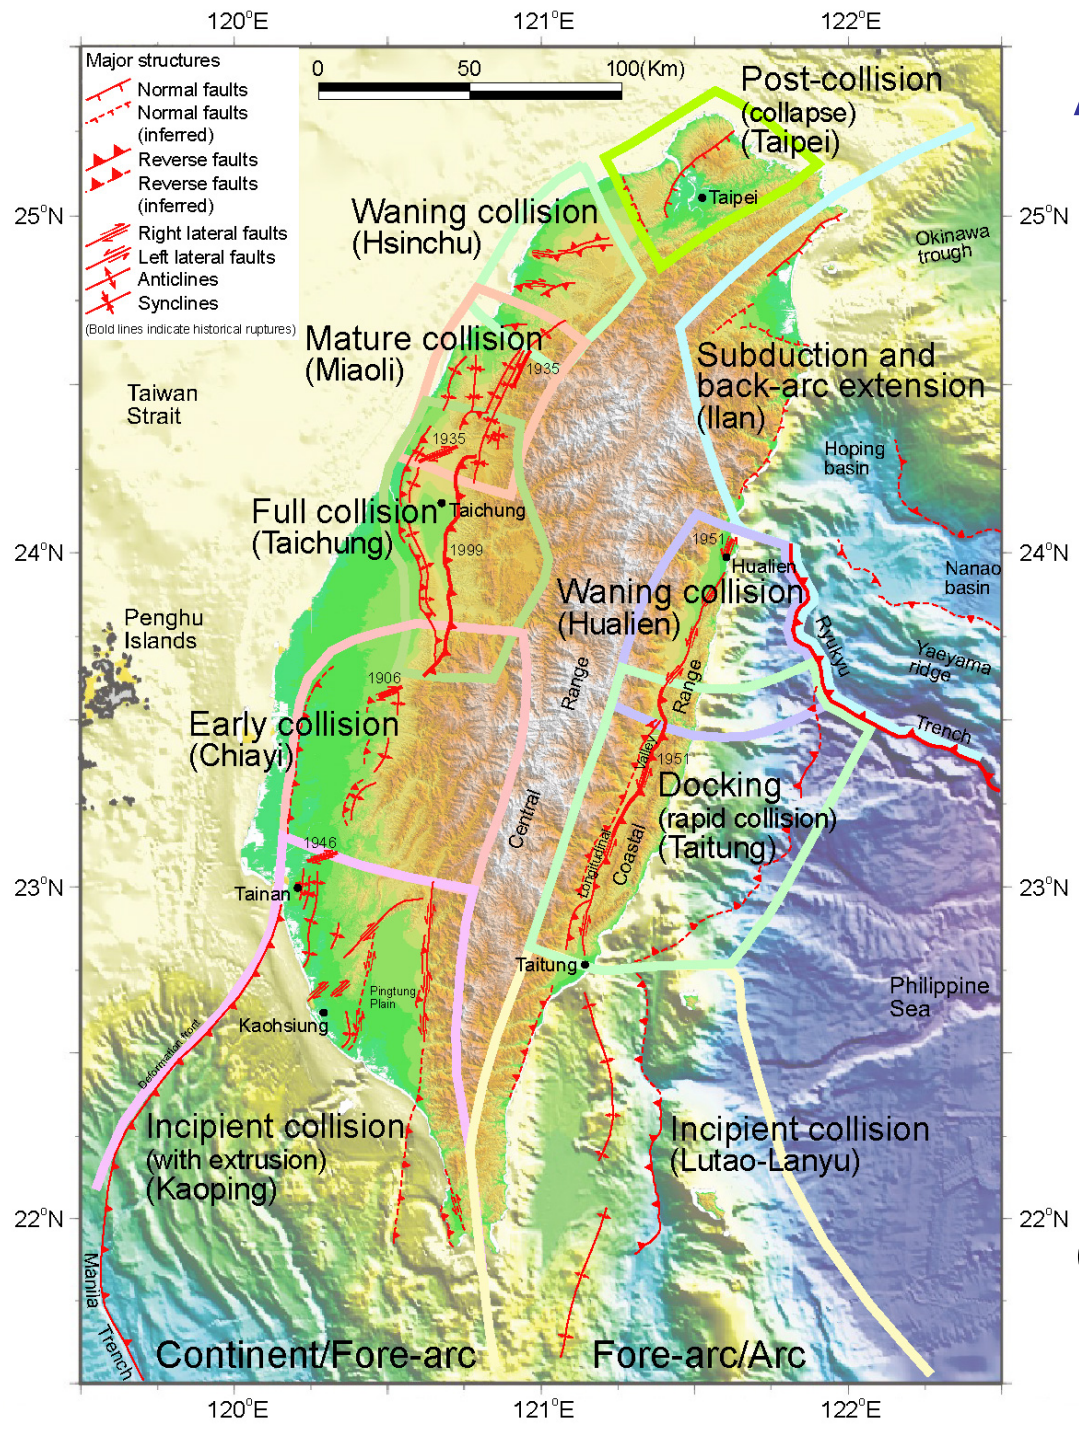 120°E
121°E
122°E
Major structures
Normal faults
Normal faults
(inferred)
Reverse faults
Reverse faults
(inferred)
Right lateral faults
Left lateral faults
Anticlines
Synclines
(Bold lines indicate historical ruptures)
0
50
100(Km)
Post-collision
(collapse)
(Taipei)
Taipei
25°N
25°N
Waning collision
(Hsinchu)
Okinawa
trough
Mature collision
(Miaoli)
1935
Subduction and
back-arc extension
(Ilan)
Taiwan
Strait
1935
Hoping
basin
Full collision
(Taichung)
Taichung
1999
24°N
24°N
1951
Hualien
Nanao
basin
Waning collision
(Hualien)
Penghu
Islands
Ryukyu
Yaeyama
ridge
Trench
1906
Range
Range
Early collision
(Chiayi)
Valley
1951
Docking
(rapid collision)
(Taitung)
Central
Coastal
Longitudinal
1946
23°N
23°N
Tainan
Taitung
Pingtung
Plain
Kaohsiung
Philippine
Sea
Deformation front
Incipient collision
(with extrusion)
(Kaoping)
Incipient collision
(Lutao-Lanyu)
22°N
22°N
Manila
Trench
Continent/Fore-arc
Fore-arc/Arc
120°E
121°E
122°E